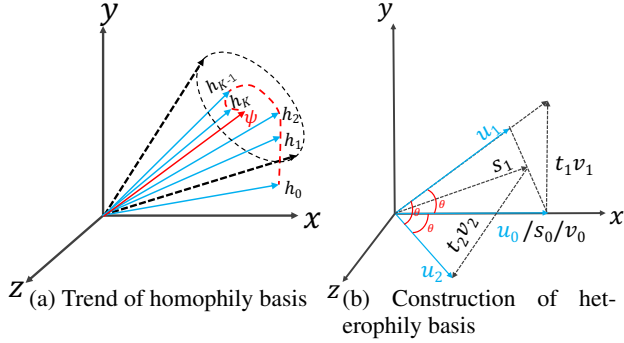 y
h_{K-1}
h_K
ψ
h_2
h_1
h_0
x
z
(a) Trend of homophily basis
y
u_1
s_1
t_1v_1
θ
θ
θ
t_2v_2
x
u_0/s_0/v_0
u_2
z
(b) Construction of het-
erophily basis